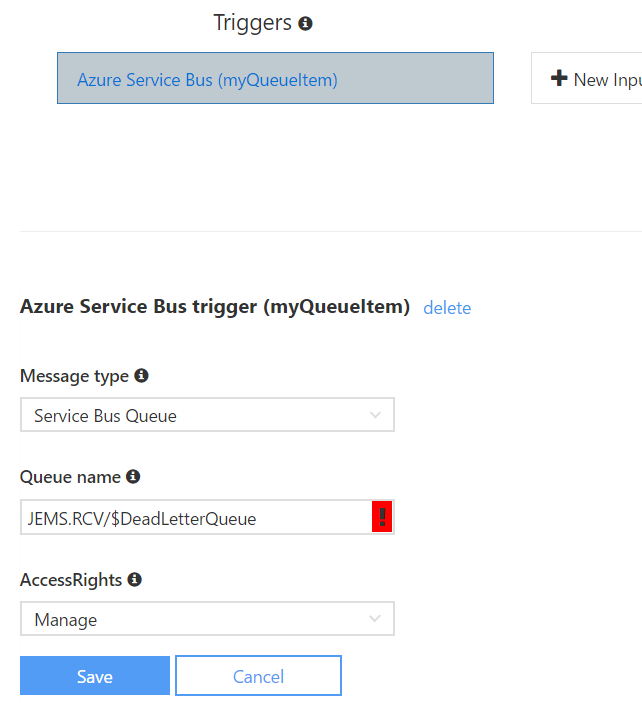 Triggers
Azure Service Bus (myQueueItem)
New Inpu
Azure Service Bus trigger (myQueueItem) delete
Message type
Service Bus Queue
Queue name
JEMS.RCV/$DeadLetterQueue
AccessRights
Manage
Save Cancel